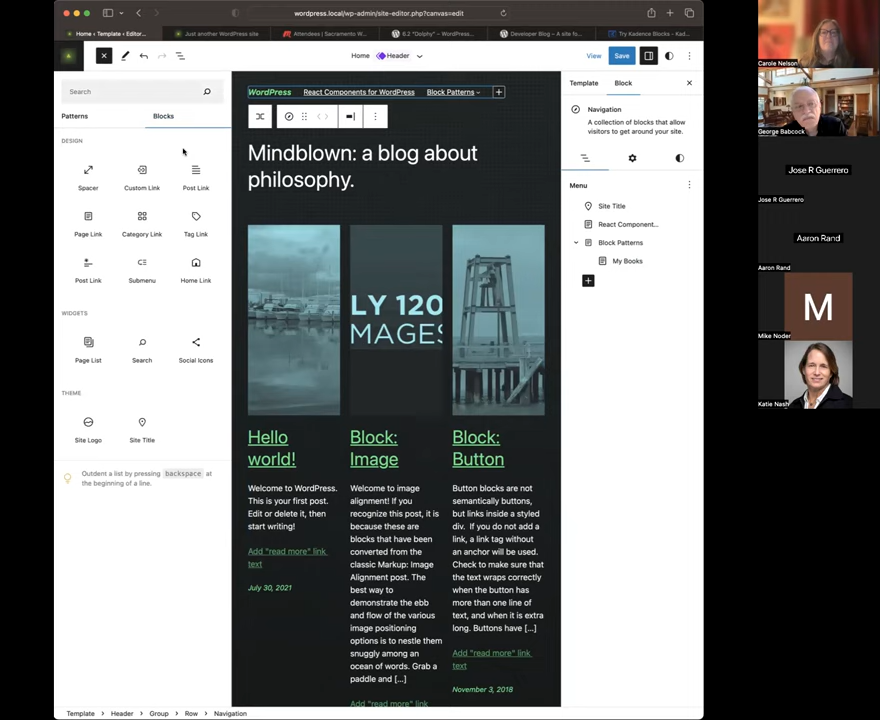 wordpress.local/wp-admin/site-editor.php?canvas=edit
Home ‹ Template ‹ Editor...
Just another WordPress site
Attendees | Sacramento W...
6.2 "Dolphy" – WordPress...
Developer Blog – A site fo...
Try Kadence Blocks - Kad...
Home
Header
View
Save
Search
Patterns
Blocks
DESIGN
Spacer
Custom Link
Post Link
Page Link
Category Link
Tag Link
Post Link
Submenu
Home Link
WIDGETS
Page List
Search
Social Icons
THEME
Site Logo
Site Title
Outdent a list by pressing backspace at
the beginning of a line.
WordPress
React Components for WordPress
Block Patterns
Mindblown: a blog about
philosophy.
LY 120
MAGES
Hello
world!
Welcome to WordPress.
This is your first post.
Edit or delete it, then
start writing!
Add "read more" link
text
July 30, 2021
Block:
Image
Welcome to image
alignment! If you
recognize this post, it is
because these are
blocks that have been
converted from the
classic Markup: Image
Alignment post. The
best way to
demonstrate the ebb
and flow of the various
image positioning
options is to nestle them
snuggly among an
ocean of words. Grab a
paddle and […]
Add "read more" link
Block:
Button
Button blocks are not
semantically buttons,
but links inside a styled
div. If you do not add a
link, a link tag without
an anchor will be used.
Check to make sure that
the text wraps correctly
when the button has
more than one line of
text, and when it is extra
long. Buttons have […]
Add "read more" link
text
November 3, 2018
Template
Block
Navigation
A collection of blocks that allow
visitors to get around your site.
Menu
Site Title
React Component...
Block Patterns
My Books
Template › Header › Group › Row › Navigation
Carole Nelson
George Babcock
Jose R Guerrero
Jose R Guerrero
Aaron Rand
Aaron Rand
M
Mike Noder
Katie Nash